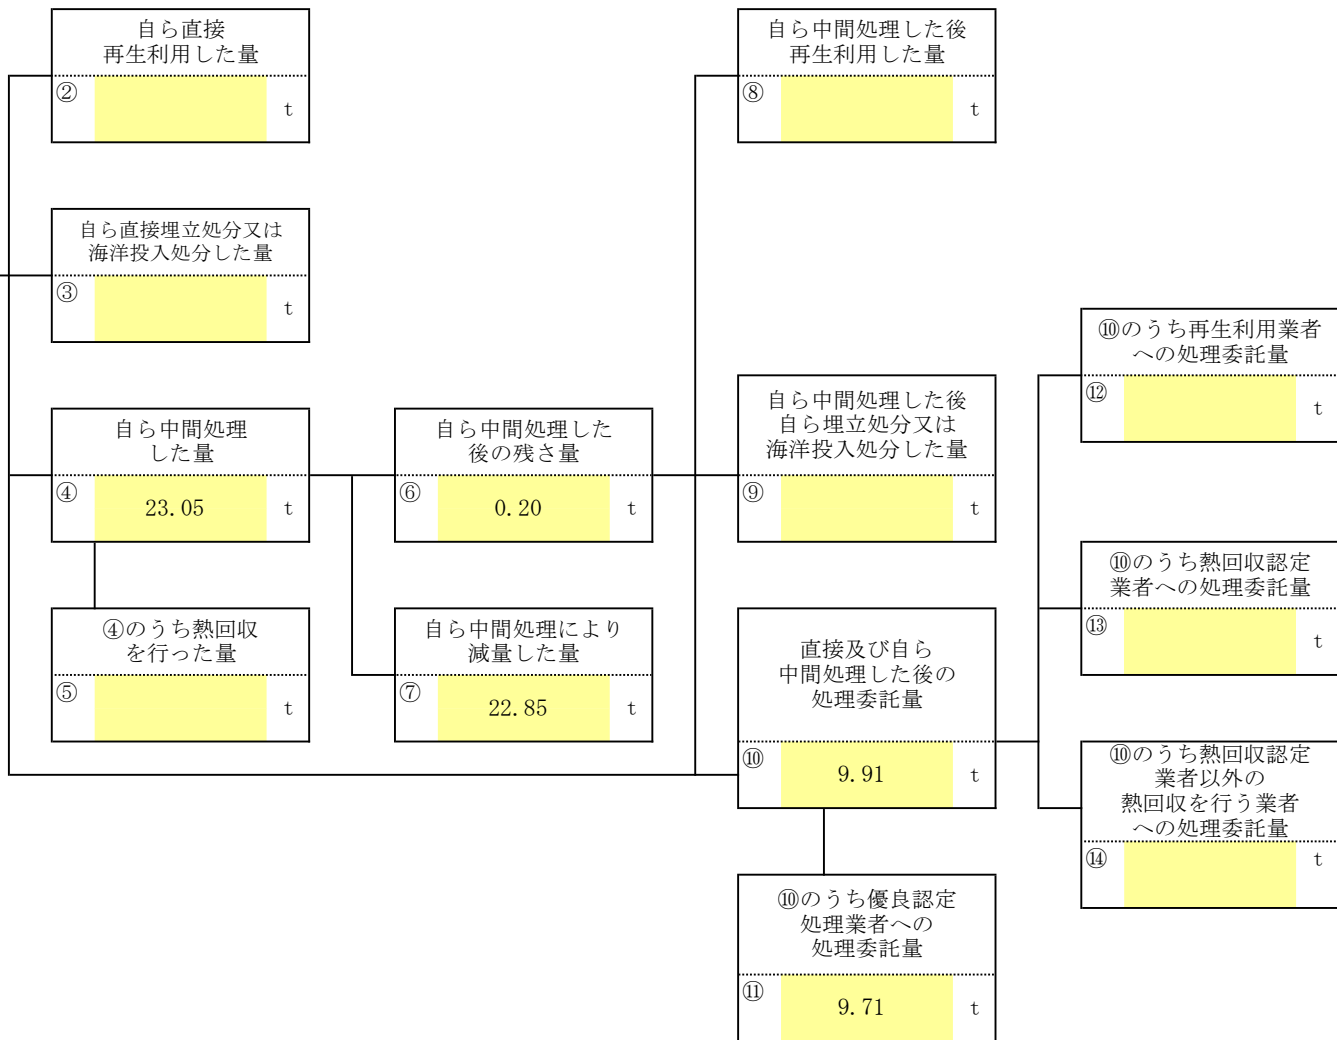 自ら直接
再生利用した量
②
t
自ら中間処理した後
再生利用した量
⑧
t
自ら直接埋立処分又は
海洋投入処分した量
③
t
⑩のうち再生利用業者
への処理委託量
⑫
t
自ら中間処理
した量
④
23.05
t
自ら中間処理した
後の残さ量
⑥
0.20
t
自ら中間処理した後
自ら埋立処分又は
海洋投入処分した量
⑨
t
⑩のうち熱回収認定
業者への処理委託量
⑬
t
④のうち熱回収
を行った量
⑤
t
自ら中間処理により
減量した量
⑦
22.85
t
直接及び自ら
中間処理した後の
処理委託量
⑩
9.91
t
⑩のうち熱回収認定
業者以外の
熱回収を行う業者
への処理委託量
⑭
t
⑩のうち優良認定
処理業者への
処理委託量
⑪
9.71
t